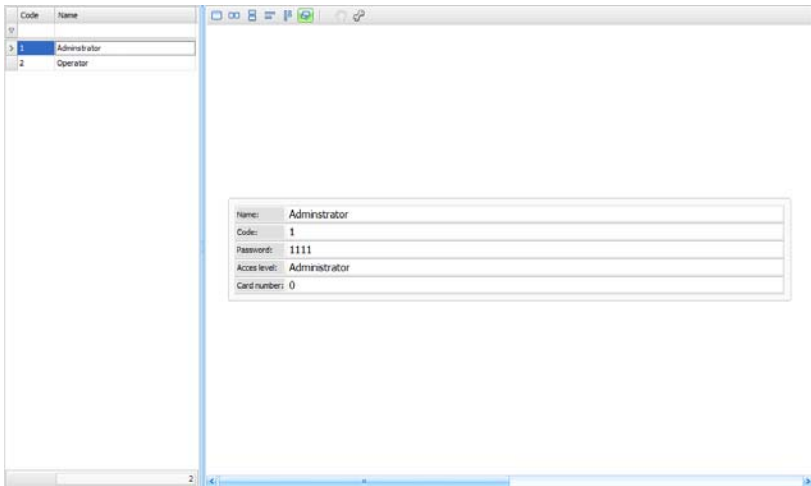 Code Name
1 Adminstrator
2 Operator
2
Name: Adminstrator
Code: 1
Password: 1111
Acces level: Administrator
Card number: 0